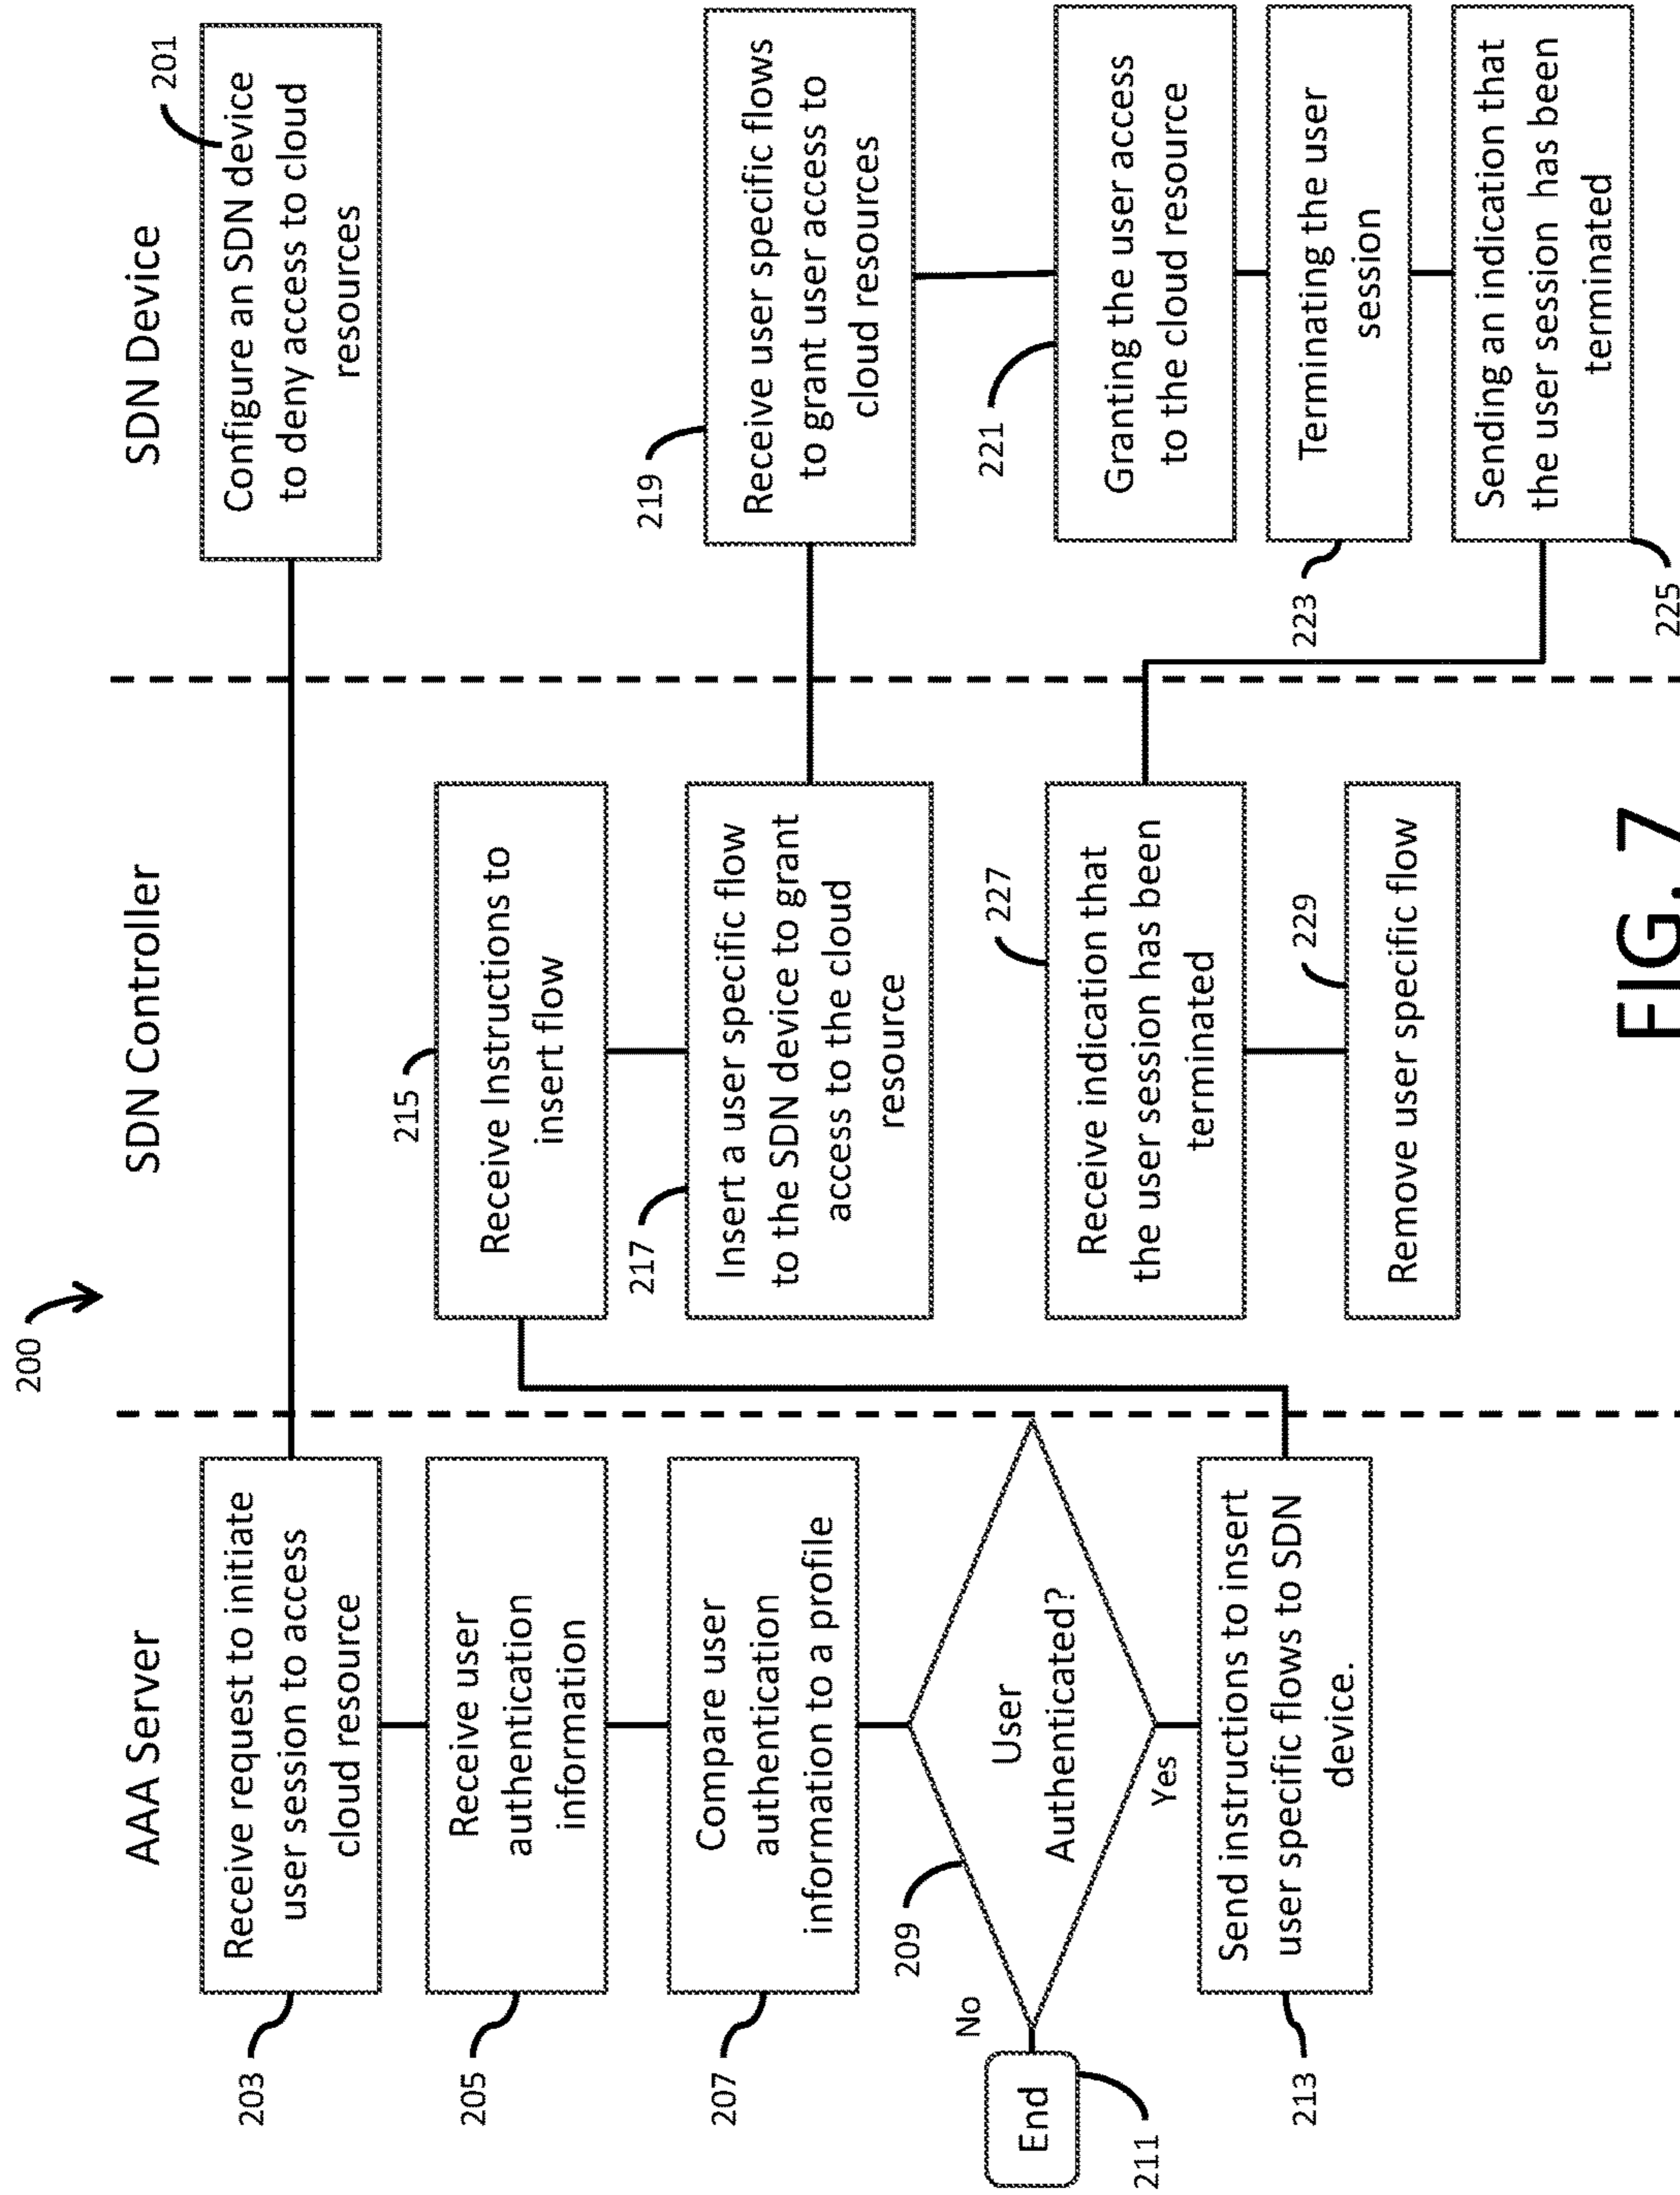 200
AAA Server
SDN Controller
SDN Device
203
Receive request to initiate
user session to access
cloud resource
205
Receive user
authentication
information
207
Compare user
authentication
information to a profile
209
User
Authenticated?
No
End
211
Yes
213
Send instructions to insert
user specific flows to SDN
device.
215
Receive Instructions to
insert flow
217
Insert a user specific flow
to the SDN device to grant
access to the cloud
resource
227
Receive indication that
the user session has been
terminated
229
Remove user specific flow
201
Configure an SDN device
to deny access to cloud
resources
219
Receive user specific flows
to grant user access to
cloud resources
221
Granting the user access
to the cloud resource
223
Terminating the user
session
Sending an indication that
the user session has been
terminated
225
FIG. 7